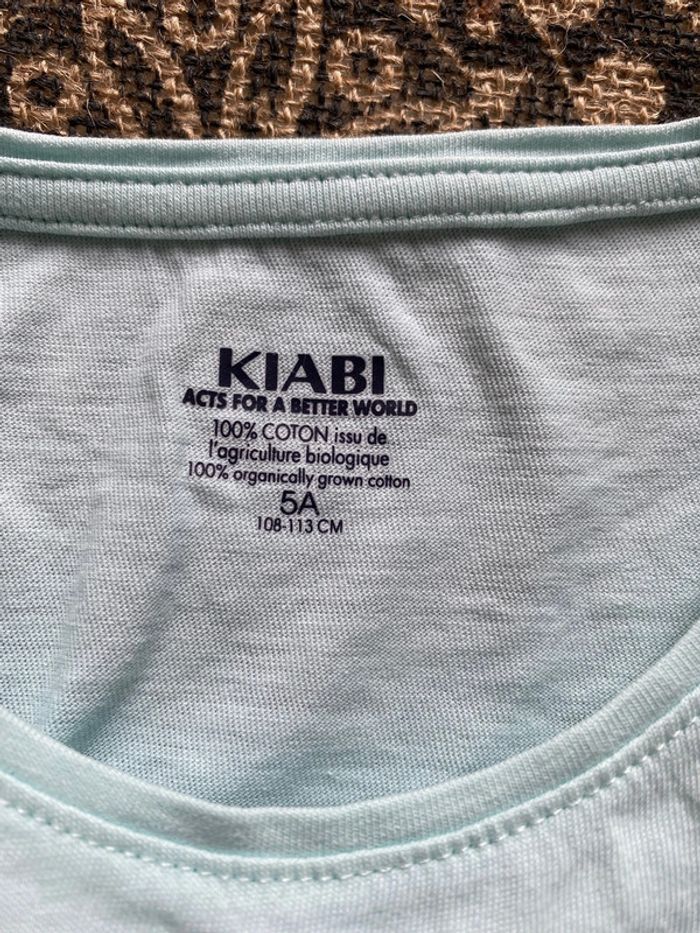 KIABI
ACTS FOR A BETTER WORLD
100% COTON issu de
l'agriculture biologique
100% organically grown cotton
5A
108-113 CM